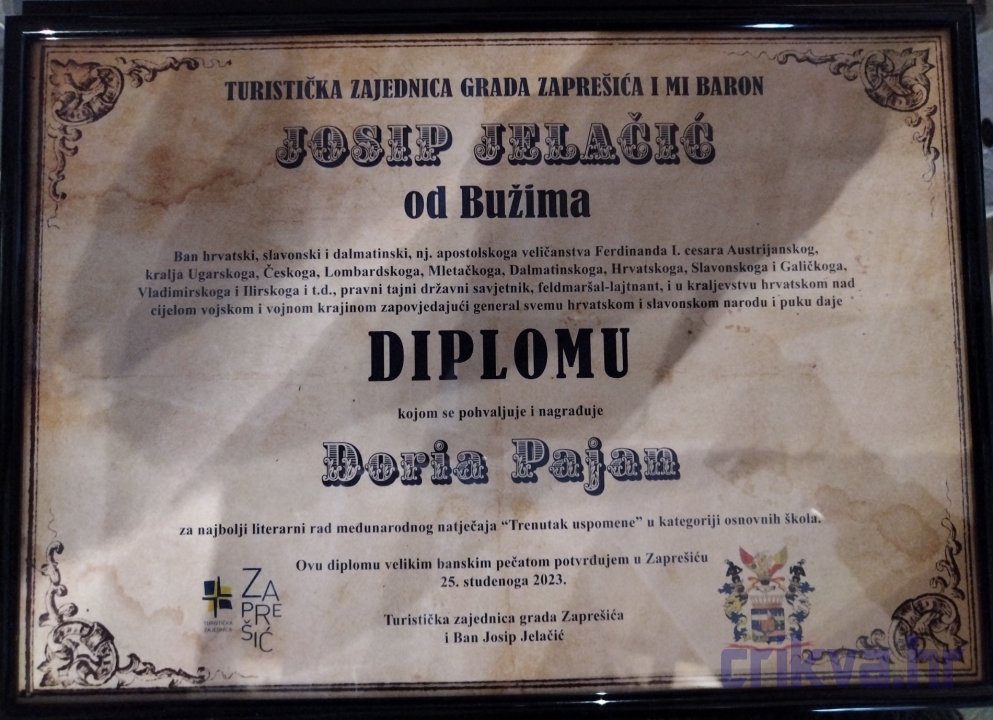 TURISTIČKA ZAJEDNICA GRADA ZAPREŠIĆA I MI BARON
JOSIP JELAČIĆ
od Bužima
Ban hrvatski, slavonski i dalmatinski, nj. apostolskoga veličanstva Ferdinanda I. cesara Austrijanskog,
kralja Ugarskoga, Českoga, Lombardskoga, Mletačkoga, Dalmatinskoga, Hrvatskoga, Slavonskoga i Galičkoga,
Vladimirskoga i Ilirskoga i t.d., pravni tajni državni savjetnik, feldmaršal-lajtnant, i u kraljevstvu hrvatskom nad
cijelom vojskom i vojnom krajinom zapovjedajući general svemu hrvatskom i slavonskom narodu i puku daje
DIPLOMU
kojom se pohvaljuje i nagrađuje
Doria Pajan
za najbolji literarni rad međunarodnog natječaja “Trenutak uspomene” u kategoriji osnovnih škola.
Ovu diplomu velikim banskim pečatom potvrđujem u Zaprešiću
25. studenoga 2023.
Turistička zajednica grada Zaprešića
i Ban Josip Jelačić
TURISTIČKA
ZAJEDNICA
ZA
PRE
ŠIĆ
crikva.hr